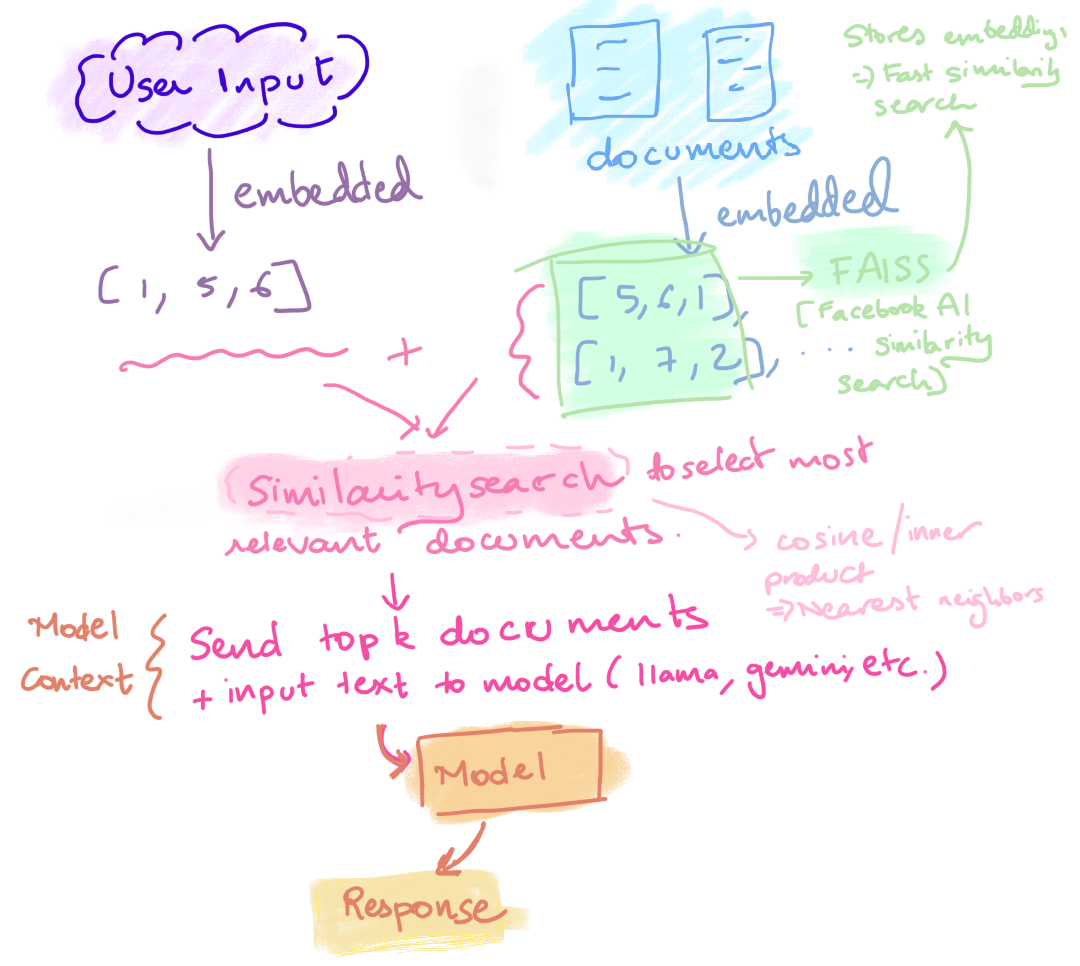 User Input
documents
Stores embeddings
=> Fast similarity
search
embedded
embedded
[1, 5, 6]
[5, 6, 1],
[1, 7, 2], . . . .
FAISS
[Facebook AI
Similarity
search]
+
Similarity search to select most
relevant documents.
cosine/inner
product
=> Nearest neighbors
Model
Context
Send top k documents
+ input text to model (llama, gemini, etc.)
Model
Response